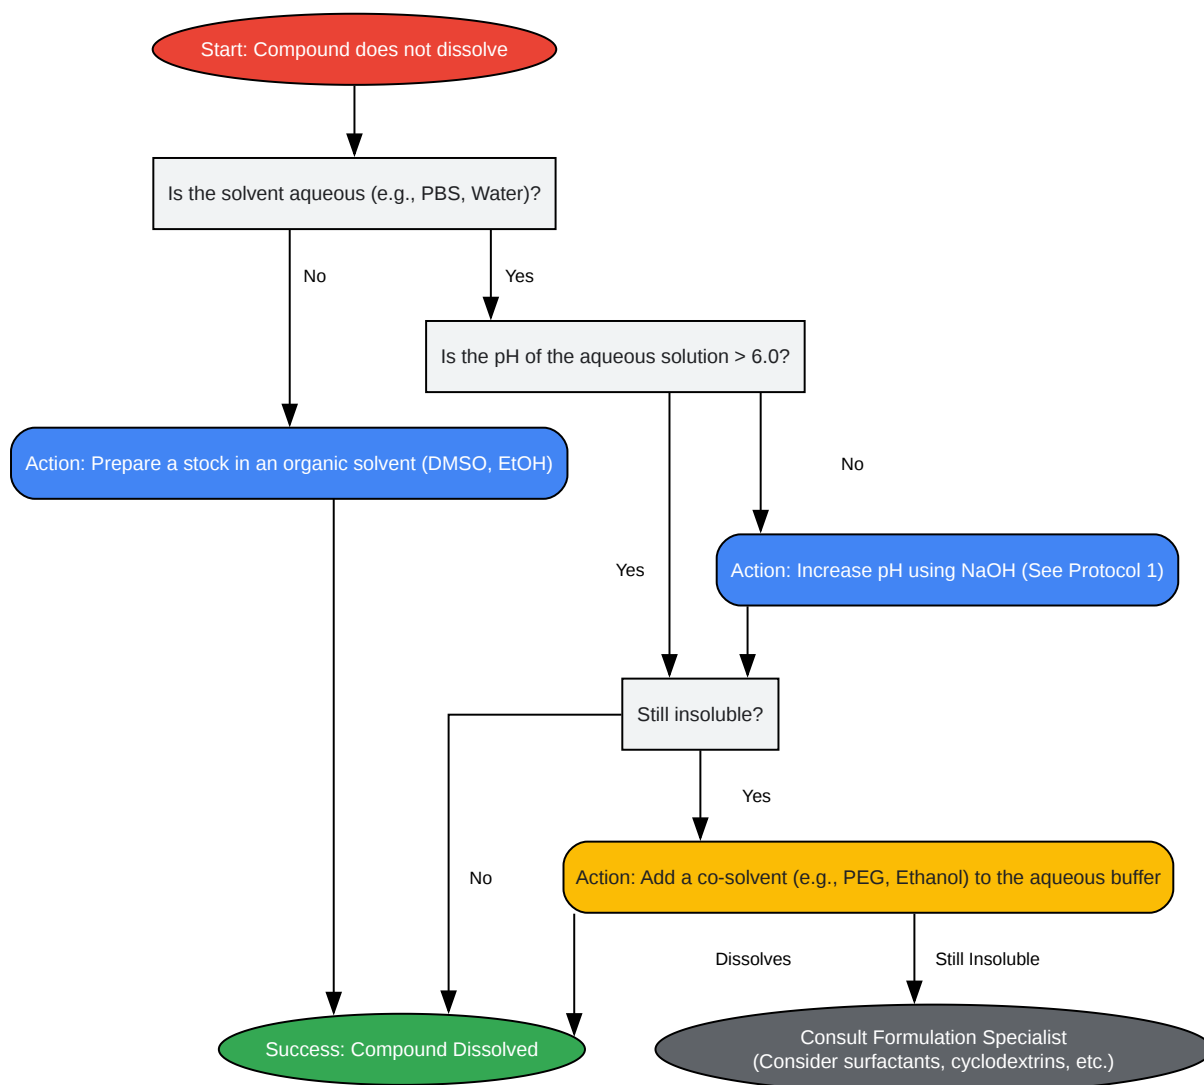 Start: Compound does not dissolve
Is the solvent aqueous (e.g., PBS, Water)?
No
Yes
Is the pH of the aqueous solution > 6.0?
Action: Prepare a stock in an organic solvent (DMSO, EtOH)
No
Yes
Action: Increase pH using NaOH (See Protocol 1)
Still insoluble?
Yes
No
Action: Add a co-solvent (e.g., PEG, Ethanol) to the aqueous buffer
Dissolves
Still Insoluble
Success: Compound Dissolved
Consult Formulation Specialist
(Consider surfactants, cyclodextrins, etc.)